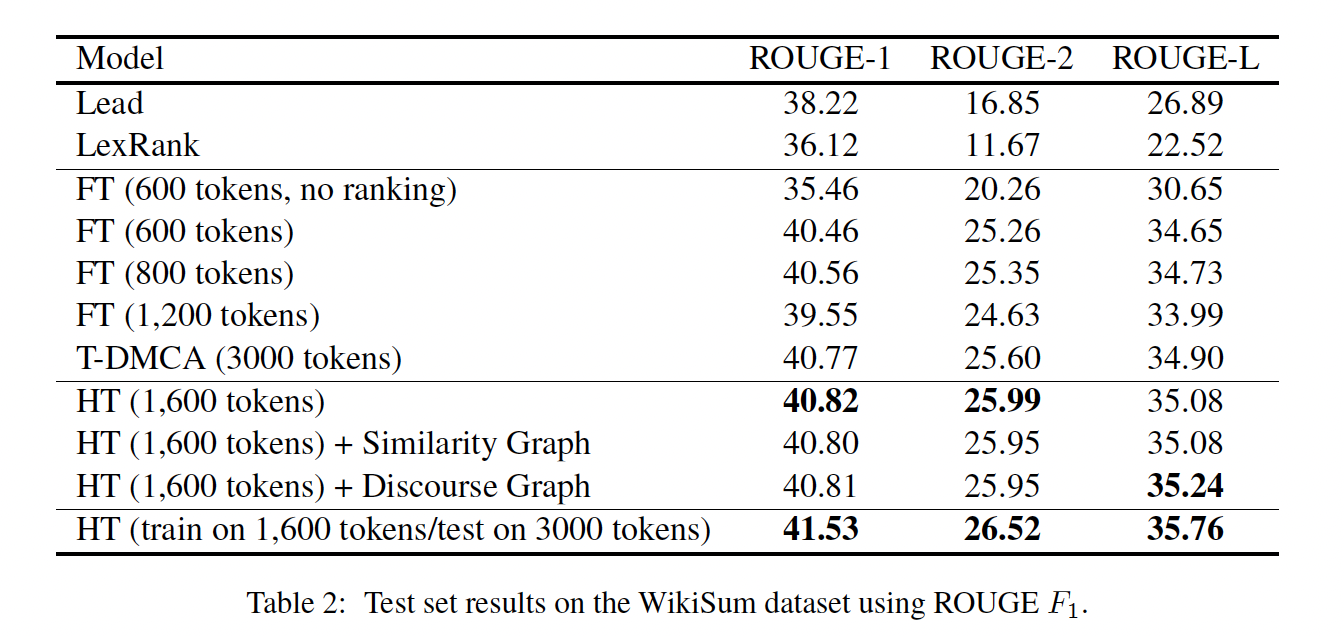 Model ROUGE-1 ROUGE-2 ROUGE-L
Lead 38.22 16.85 26.89
LexRank 36.12 11.67 22.52
FT (600 tokens, no ranking) 35.46 20.26 30.65
FT (600 tokens) 40.46 25.26 34.65
FT (800 tokens) 40.56 25.35 34.73
FT (1,200 tokens) 39.55 24.63 33.99
T-DMCA (3000 tokens) 40.77 25.60 34.90
HT (1,600 tokens) 40.82 25.99 35.08
HT (1,600 tokens) + Similarity Graph 40.80 25.95 35.08
HT (1,600 tokens) + Discourse Graph 40.81 25.95 35.24
HT (train on 1,600 tokens/test on 3000 tokens) 41.53 26.52 35.76
Table 2: Test set results on the WikiSum dataset using ROUGE F1.